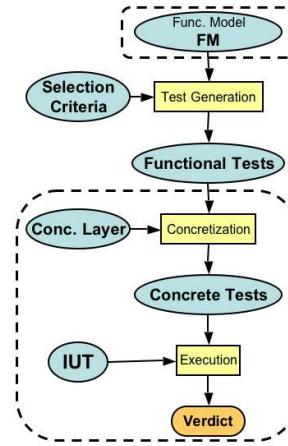 Func. Model
FM
Selection
Criteria
Test Generation
Functional Tests
Conc. Layer
Concretization
Concrete Tests
IUT
Execution
Verdict